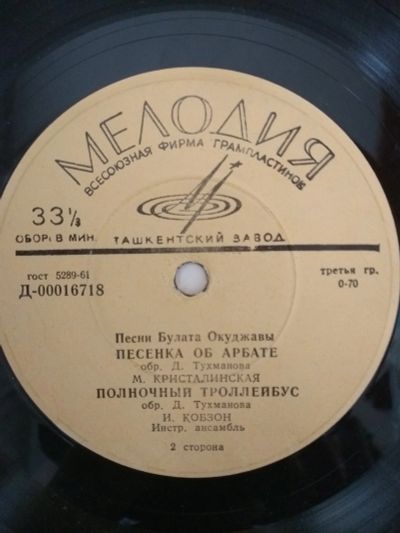 МЕЛОДИЯ
ВСЕСОЮЗНАЯ ФИРМА ГРАМПЛАСТИНОК
33⅓
ОБОР. В МИН. ТАШКЕНТСКИЙ ЗАВОД
гост 5289-61 третья гр.
Д-00016718 0-70
Песни Булата Окуджавы
ПЕСЕНКА ОБ АРБАТЕ
обр. Д. Тухманова
М. КРИСТАЛИНСКАЯ
ПОЛНОЧНЫЙ ТРОЛЛЕЙБУС
обр. Д. Тухманова
И. КОБЗОН
Инстр. ансамбль
2 сторона